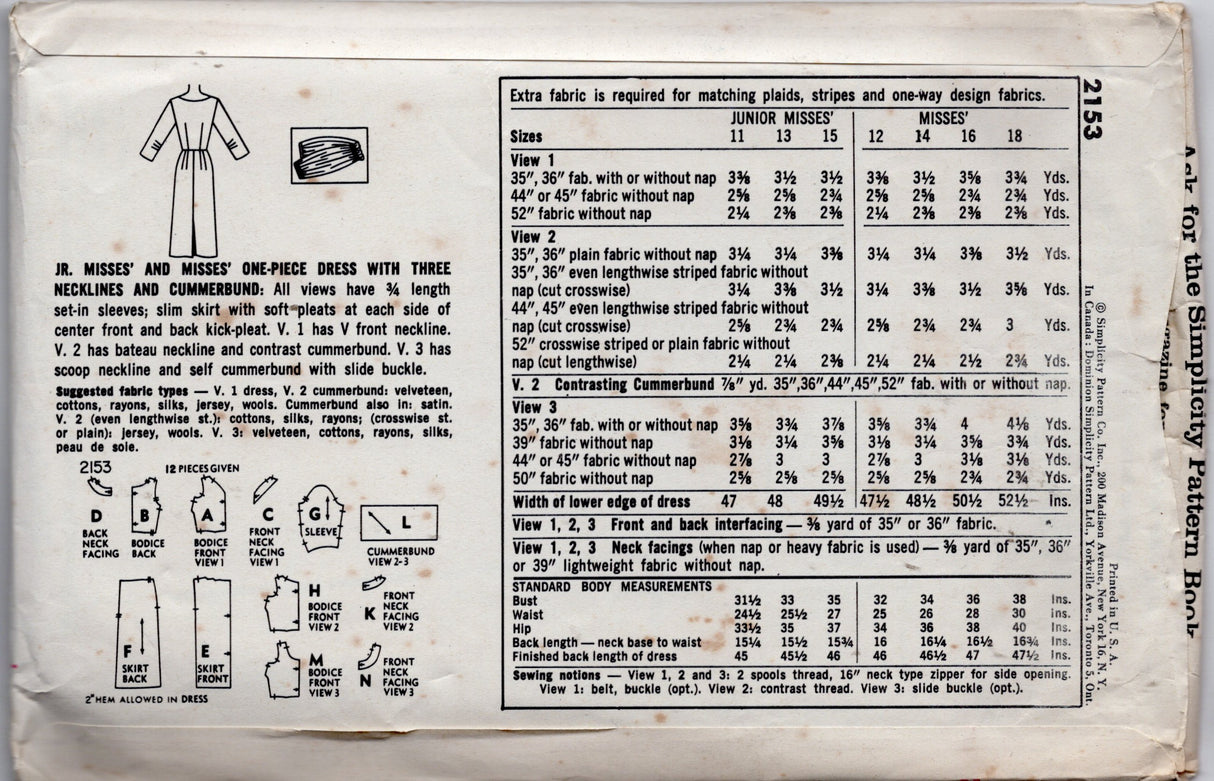 JR. MISSES' AND MISSES' ONE-PIECE DRESS WITH THREE
NECKLINES AND CUMMERBUND: All views have ¾ length
set-in sleeves; slim skirt with soft pleats at each side of
center front and back kick-pleat. V. 1 has V front neckline.
V. 2 has bateau neckline and contrast cummerbund. V. 3 has
scoop neckline and self cummerbund with slide buckle.
Suggested fabric types — V. 1 dress, V. 2 cummerbund: velveteen,
cottons, rayons, silks, jersey, wools. Cummerbund also in: satin.
V. 2 (even lengthwise st.): cottons, silks, rayons; (crosswise st.
or plain): jersey, wools. V. 3: velveteen, cottons, rayons, silks,
peau de soie.
2153 12 PIECES GIVEN
D
BACK
NECK
FACING
B
BODICE
BACK
A
BODICE
FRONT
VIEW 1
C
FRONT
NECK
FACING
VIEW 1
G
SLEEVE
L
CUMMERBUND
VIEW 2-3
F
SKIRT
BACK
E
SKIRT
FRONT
H
BODICE
FRONT
VIEW 2
K
FRONT
NECK
FACING
VIEW 2
M
BODICE
FRONT
VIEW 3
N
FRONT
NECK
FACING
VIEW 3
2" HEM ALLOWED IN DRESS
Extra fabric is required for matching plaids, stripes and one-way design fabrics.
JUNIOR MISSES' MISSES'
Sizes 11 13 15 12 14 16 18
View 1
35", 36" fab. with or without nap 3⅜ 3½ 3½ 3⅜ 3½ 3⅝ 3¾ Yds.
44" or 45" fabric without nap 2⅝ 2⅝ 2¾ 2⅝ 2⅝ 2¾ 2¾ Yds.
52" fabric without nap 2¼ 2⅜ 2⅜ 2¼ 2⅜ 2⅜ 2⅜ Yds.
View 2
35", 36" plain fabric without nap 3¼ 3¼ 3⅜ 3¼ 3¼ 3⅜ 3½ Yds.
35", 36" even lengthwise striped fabric without
nap (cut crosswise) 3¼ 3⅜ 3½ 3¼ 3⅜ 3½ 3⅝ Yds.
44", 45" even lengthwise striped fabric without
nap (cut crosswise) 2⅝ 2¾ 2¾ 2⅝ 2¾ 2¾ 3 Yds.
52" crosswise striped or plain fabric without
nap (cut lengthwise) 2¼ 2¼ 2⅜ 2¼ 2¼ 2½ 2¾ Yds.
V. 2 Contrasting Cummerbund ⅞" yd. 35",36",44",45",52" fab. with or without nap.
View 3
35", 36" fab. with or without nap 3⅝ 3¾ 3⅞ 3⅝ 3¾ 4 4⅛ Yds.
39" fabric without nap 3⅛ 3¼ 3⅝ 3⅛ 3¼ 3⅝ 3¾ Yds.
44" or 45" fabric without nap 2⅞ 3 3 2⅞ 3 3⅛ 3⅛ Yds.
50" fabric without nap 2⅝ 2⅝ 2⅝ 2⅝ 2⅝ 2¾ 2¾ Yds.
Width of lower edge of dress 47 48 49½ 47½ 48½ 50½ 52½ Ins.
View 1, 2, 3 Front and back interfacing — ⅜ yard of 35" or 36" fabric.
View 1, 2, 3 Neck facings (when nap or heavy fabric is used) — ⅜ yard of 35", 36"
or 39" lightweight fabric without nap.
STANDARD BODY MEASUREMENTS
Bust 31½ 33 35 32 34 36 38 Ins.
Waist 24½ 25½ 27 25 26 28 30 Ins.
Hip 33½ 35 37 34 36 38 40 Ins.
Back length — neck base to waist 15¼ 15½ 15¾ 16 16¼ 16½ 16¾ Ins.
Finished back length of dress 45 45½ 46 46 46½ 47 47½ Ins.
Sewing notions — View 1, 2 and 3: 2 spools thread, 16" neck type zipper for side opening.
View 1: belt, buckle (opt.). View 2: contrast thread. View 3: slide buckle (opt.).
2153
© Simplicity Pattern Co. Inc., 200 Madison Avenue, New York 16, N. Y.
In Canada: Dominion Simplicity Pattern Ltd., Yorkville Ave., Toronto 5, Ont.
Printed in U. S. A.
Ask for the Simplicity Pattern Book